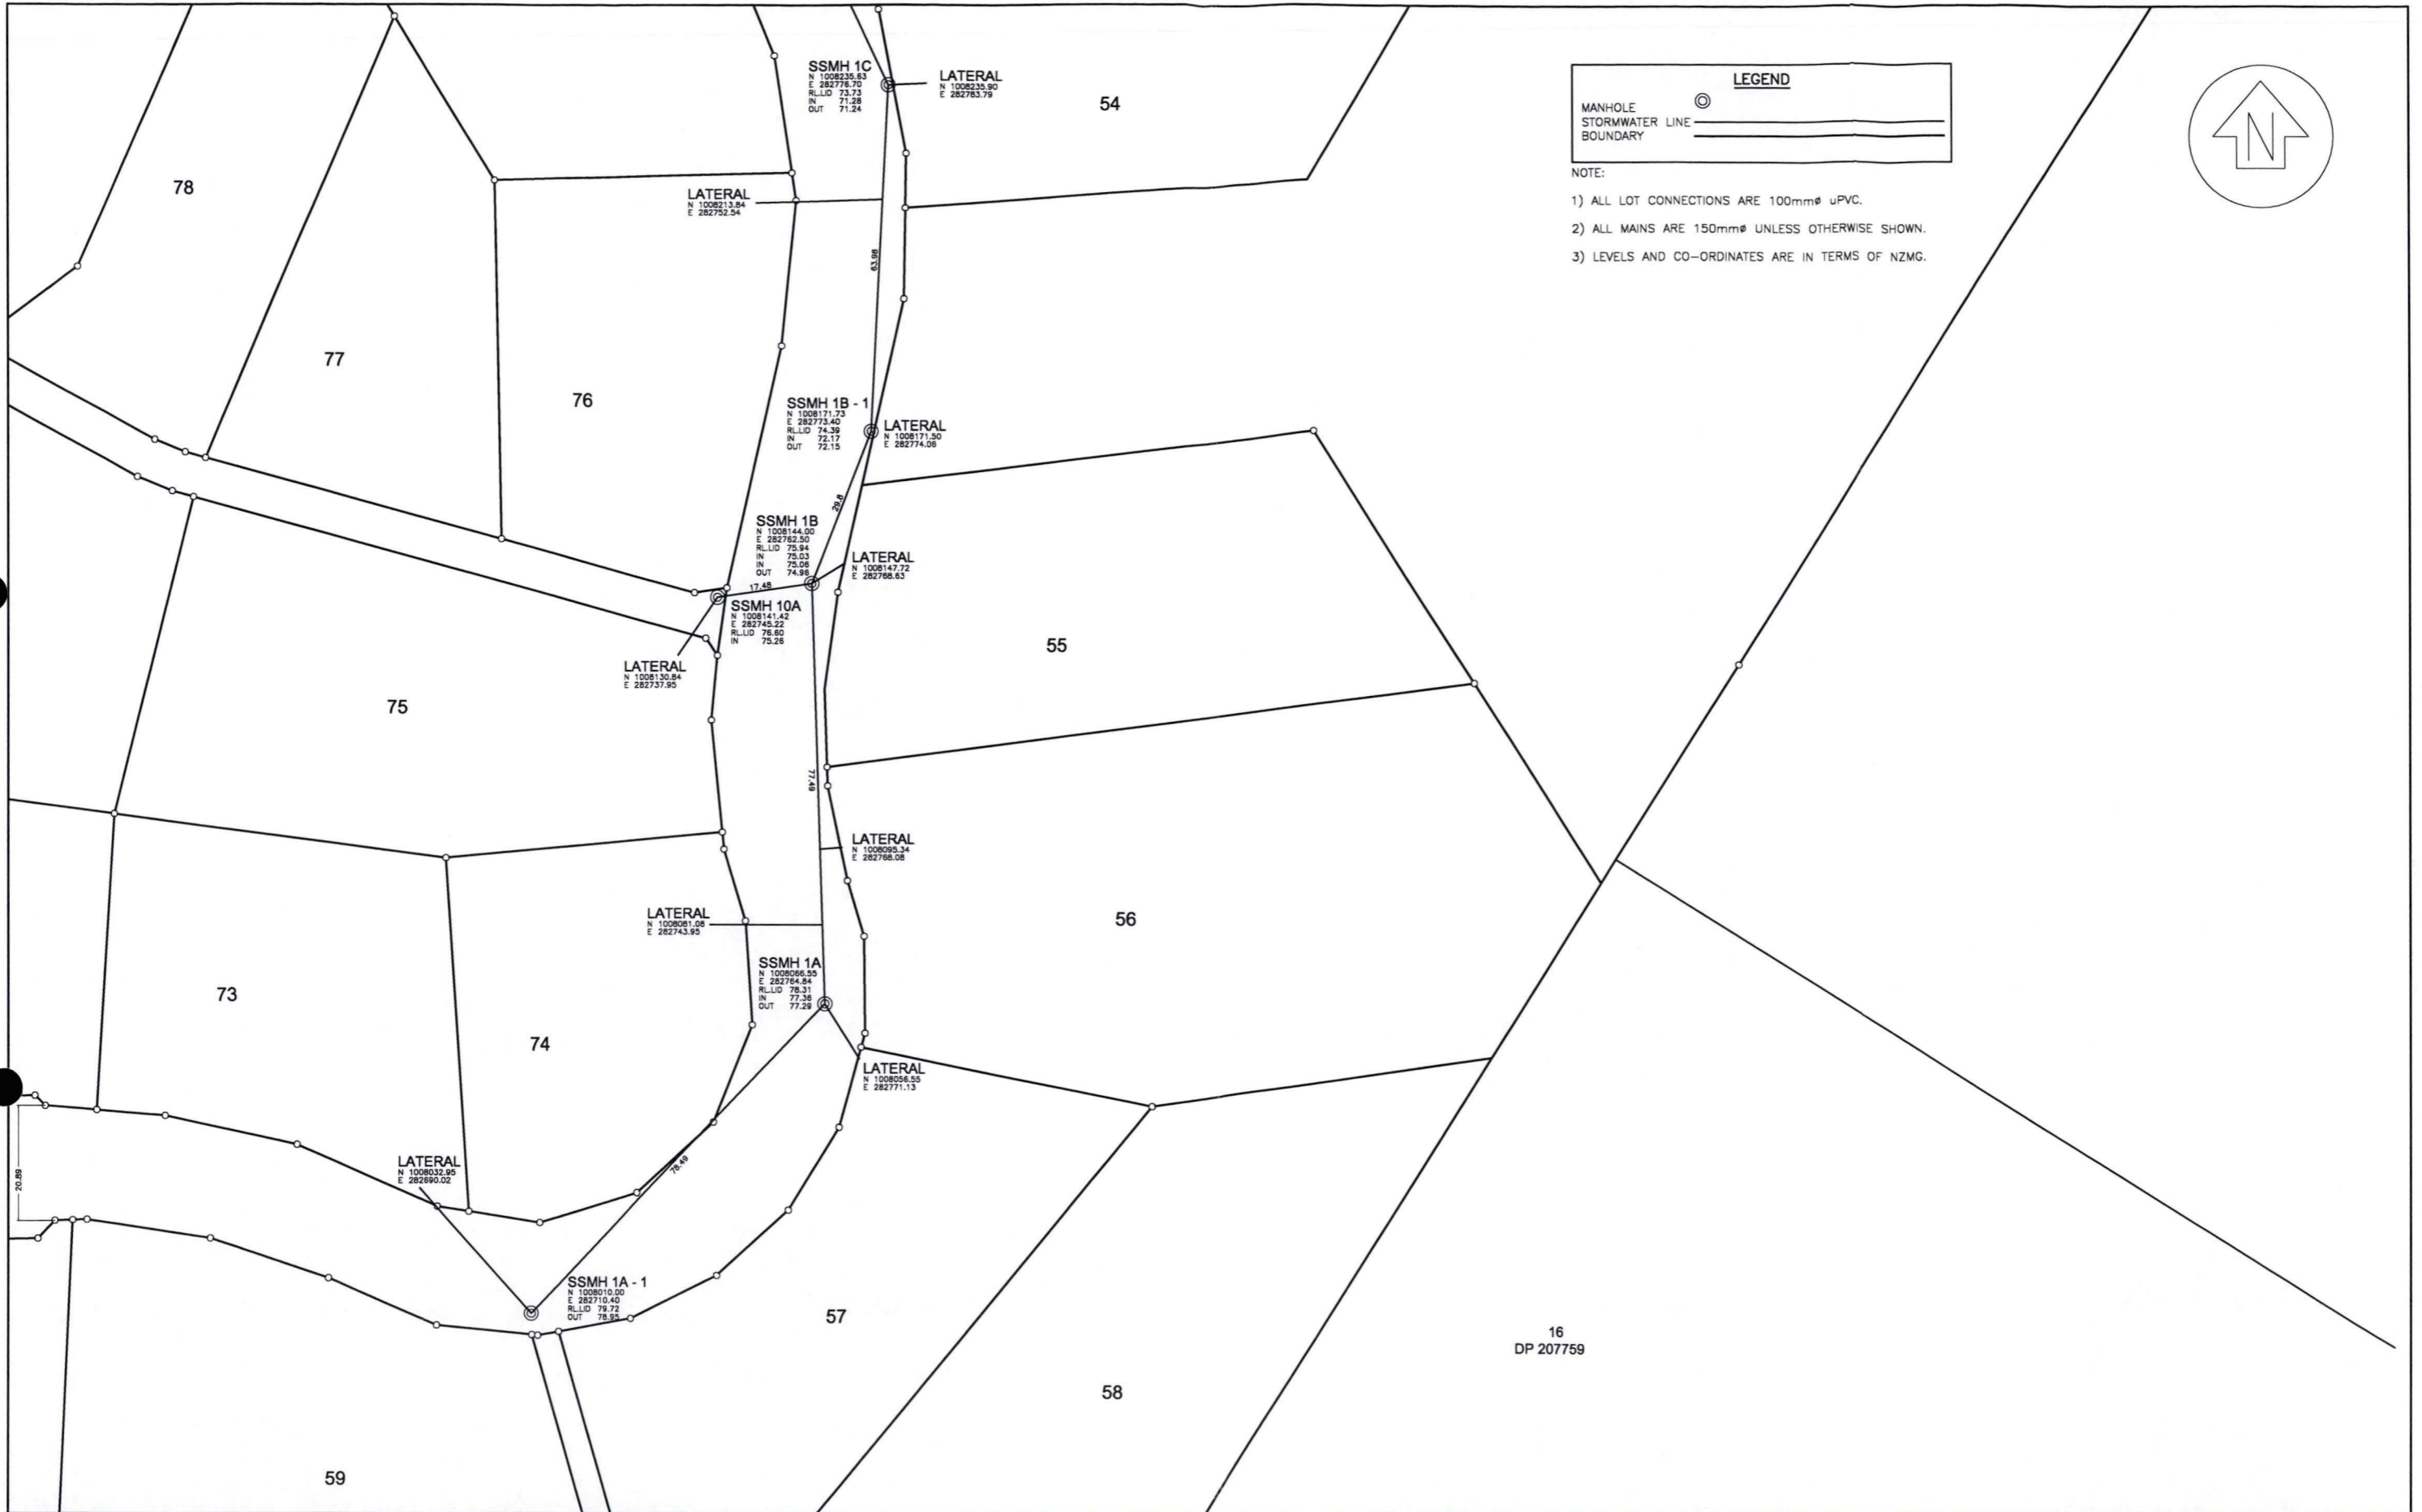 SSMH 1C
N 1008235.63
E 282776.70
RL.LID 73.73
IN 71.28
OUT 71.24
LATERAL
N 1008235.90
E 282783.79
54
LEGEND
MANHOLE
STORMWATER LINE
BOUNDARY
N
NOTE:
1) ALL LOT CONNECTIONS ARE 100mmø uPVC.
2) ALL MAINS ARE 150mmø UNLESS OTHERWISE SHOWN.
3) LEVELS AND CO-ORDINATES ARE IN TERMS OF NZMG.
78
LATERAL
N 1008213.84
E 282752.54
63.98
77
76
SSMH 1B - 1
N 1008171.73
E 282773.40
RL.LID 74.39
IN 72.17
OUT 72.15
LATERAL
N 1008171.50
E 282774.06
29.8
SSMH 1B
N 1008144.00
E 282762.50
RL.LID 75.94
IN 75.03
IN 75.06
OUT 74.96
LATERAL
N 1008147.72
E 282768.63
17.48
SSMH 10A
N 1008141.42
E 282745.22
RL.LID 76.60
IN 75.26
LATERAL
N 1008130.84
E 282737.95
55
75
77.49
LATERAL
N 1008095.34
E 282768.08
LATERAL
N 1008081.08
E 282743.95
56
SSMH 1A
N 1008066.55
E 282764.84
RL.LID 78.31
IN 77.36
OUT 77.29
73
74
LATERAL
N 1008056.55
E 282771.13
20.89
LATERAL
N 1008032.95
E 282690.02
78.49
SSMH 1A - 1
N 1008010.00
E 282710.40
RL.LID 79.72
OUT 78.95
57
16
DP 207759
58
59